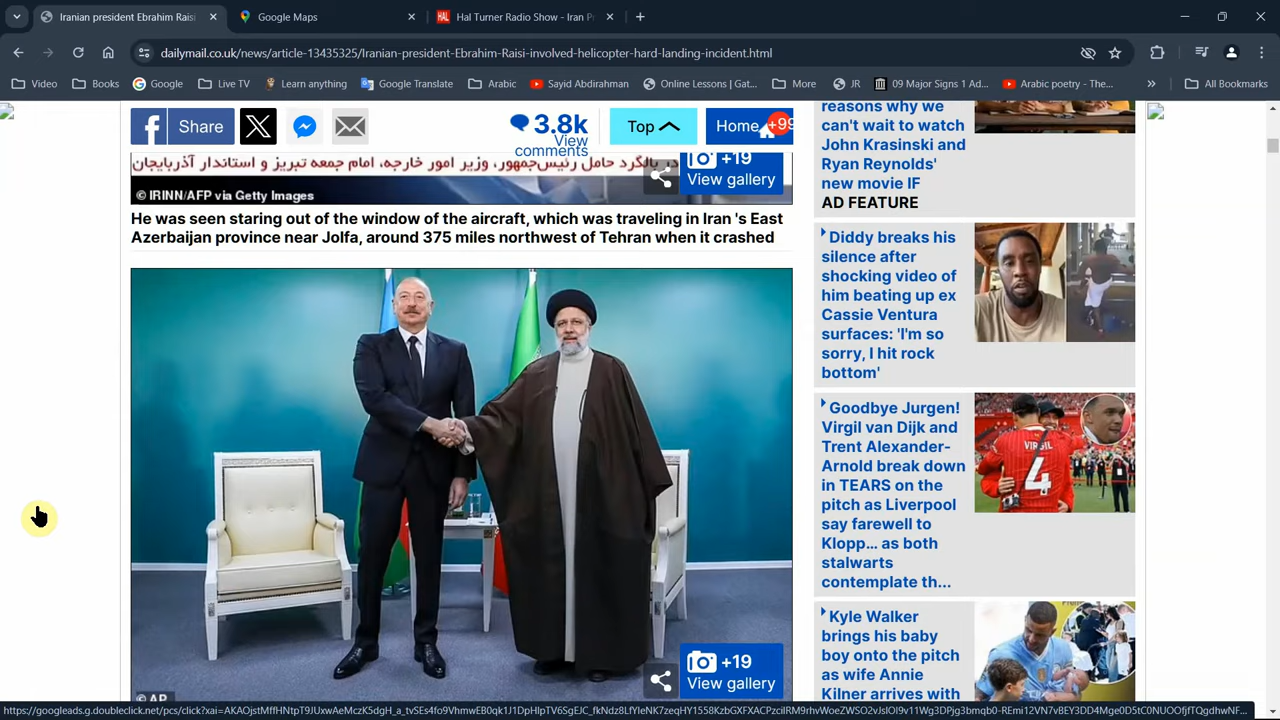 Iranian president Ebrahim Raisi
Google Maps
HAL
Hal Turner Radio Show - Iran Pr
dailymail.co.uk/news/article-13435325/Iranian-president-Ebrahim-Raisi-involved-helicopter-hard-landing-incident.html
Video
Books
Google
Live TV
Learn anything
Google Translate
Arabic
Sayid Abdirahman
Online Lessons | Gat...
More
JR
09 Major Signs 1 Ad...
Arabic poetry - The...
All Bookmarks
Share
3.8k
View
comments
Top
Home
+99
بالگرد حامل رئیس‌جمهور، وزیر امور خارجه، امام جمعه تبریز و استاندار آذربایجان
© IRINN/AFP via Getty Images
+19
View gallery
He was seen staring out of the window of the aircraft, which was traveling in Iran 's East
Azerbaijan province near Jolfa, around 375 miles northwest of Tehran when it crashed
© AP
+19
View gallery
reasons why we
can't wait to watch
John Krasinski and
Ryan Reynolds'
new movie IF
AD FEATURE
Diddy breaks his
silence after
shocking video of
him beating up ex
Cassie Ventura
surfaces: 'I'm so
sorry, I hit rock
bottom'
Goodbye Jurgen!
Virgil van Dijk and
Trent Alexander-
Arnold break down
in TEARS on the
pitch as Liverpool
say farewell to
Klopp... as both
stalwarts
contemplate th...
VIRGIL
4
Kyle Walker
brings his baby
boy onto the pitch
as wife Annie
Kilner arrives with